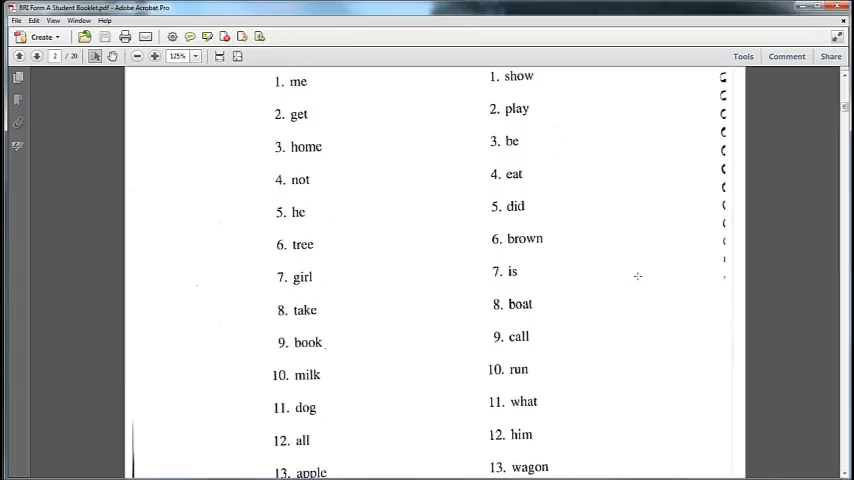 BRI Form A Student Booklet.pdf - Adobe Acrobat Pro
File Edit View Window Help
Create
2 / 20 125% Tools Comment Share
1. me
2. get
3. home
4. not
5. he
6. tree
7. girl
8. take
9. book
10. milk
11. dog
12. all
13. apple
1. show
2. play
3. be
4. eat
5. did
6. brown
7. is
8. boat
9. call
10. run
11. what
12. him
13. wagon